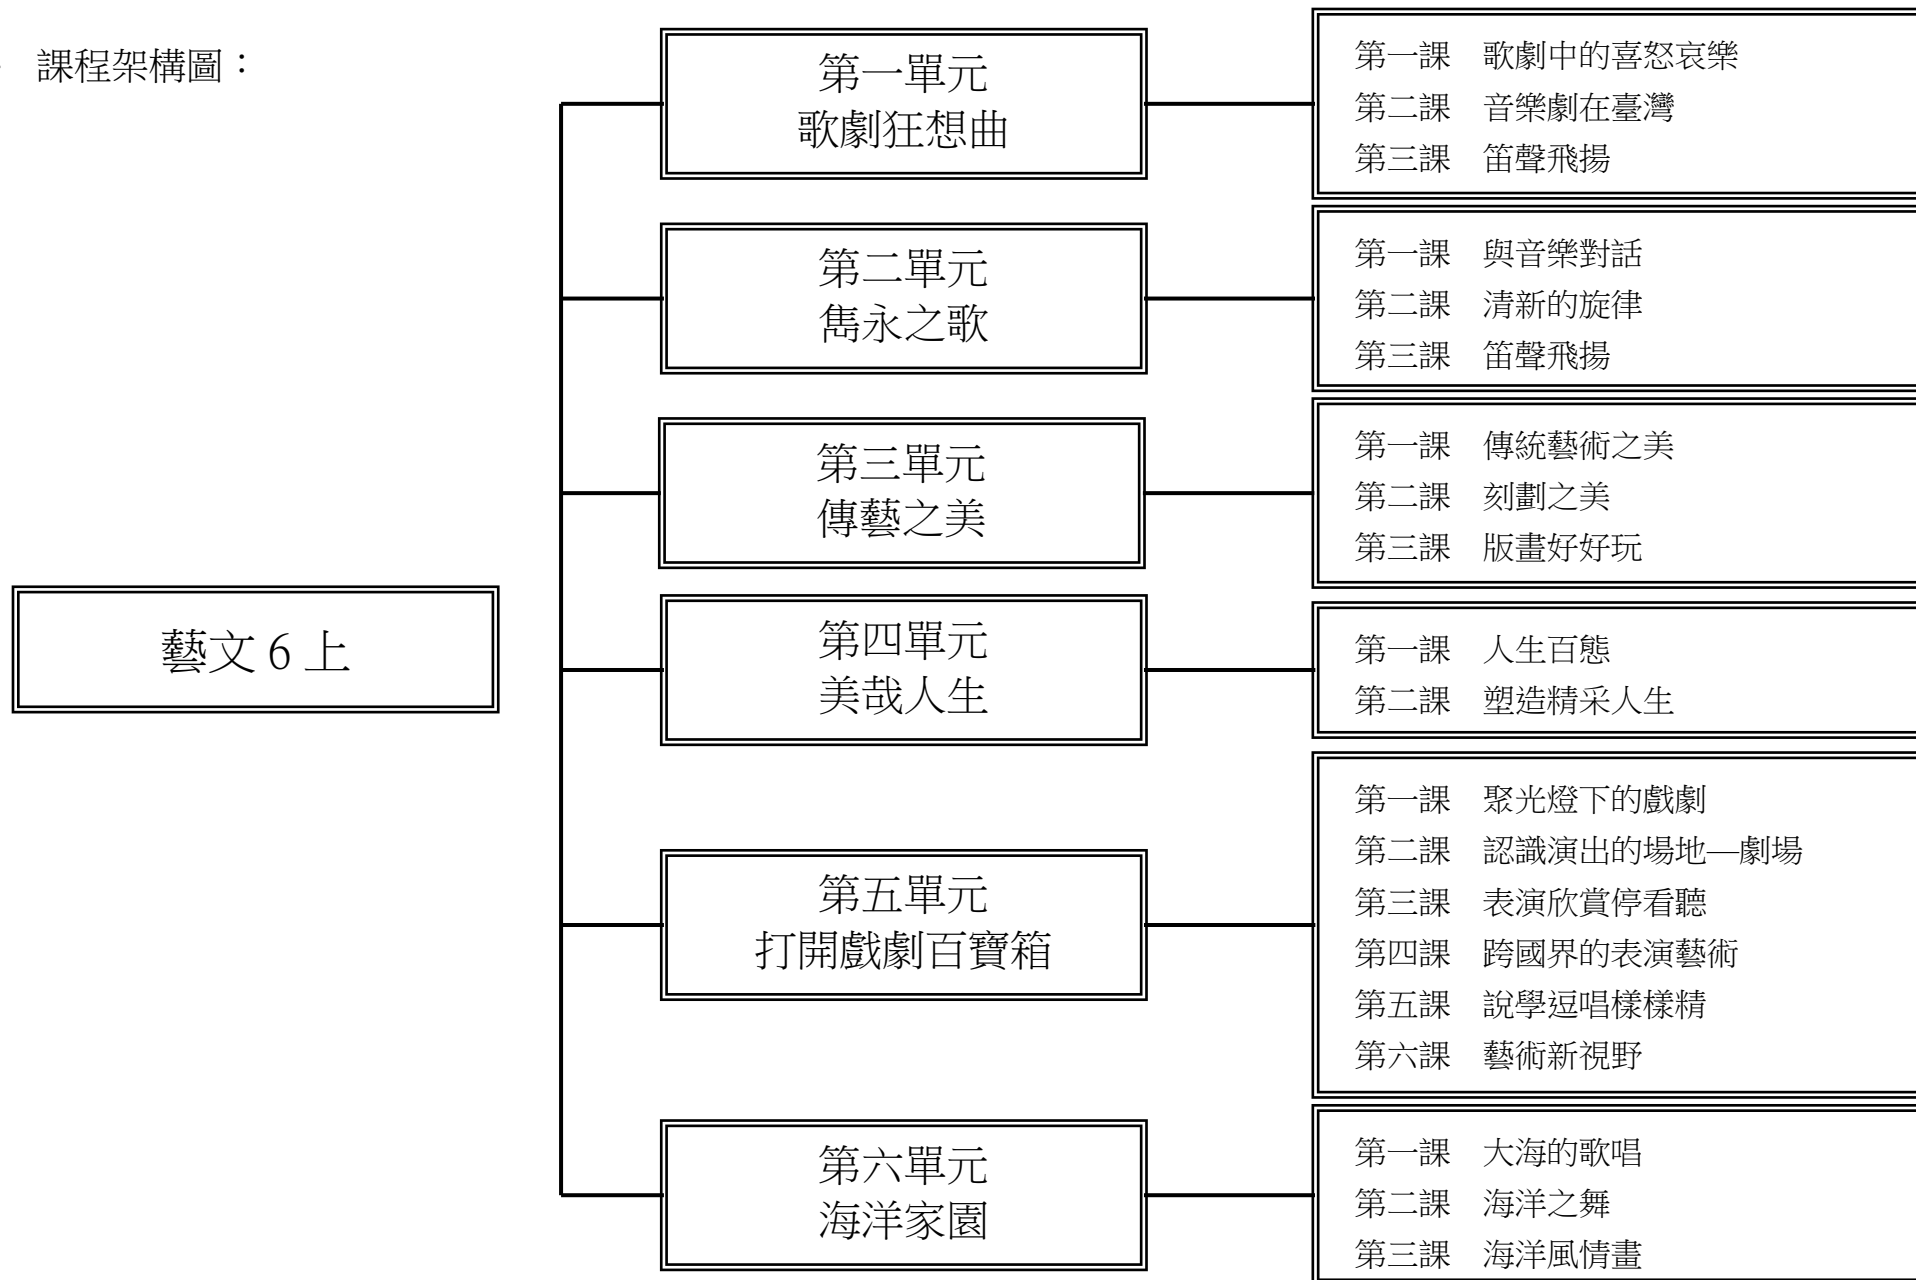 課程架構圖：
藝文6上
第一單元
歌劇狂想曲
第一課 歌劇中的喜怒哀樂
第二課 音樂劇在臺灣
第三課 笛聲飛揚
第二單元
雋永之歌
第一課 與音樂對話
第二課 清新的旋律
第三課 笛聲飛揚
第三單元
傳藝之美
第一課 傳統藝術之美
第二課 刻劃之美
第三課 版畫好好玩
第四單元
美哉人生
第一課 人生百態
第二課 塑造精采人生
第五單元
打開戲劇百寶箱
第一課 聚光燈下的戲劇
第二課 認識演出的場地—劇場
第三課 表演欣賞停看聽
第四課 跨國界的表演藝術
第五課 說學逗唱樣樣精
第六課 藝術新視野
第六單元
海洋家園
第一課 大海的歌唱
第二課 海洋之舞
第三課 海洋風情畫